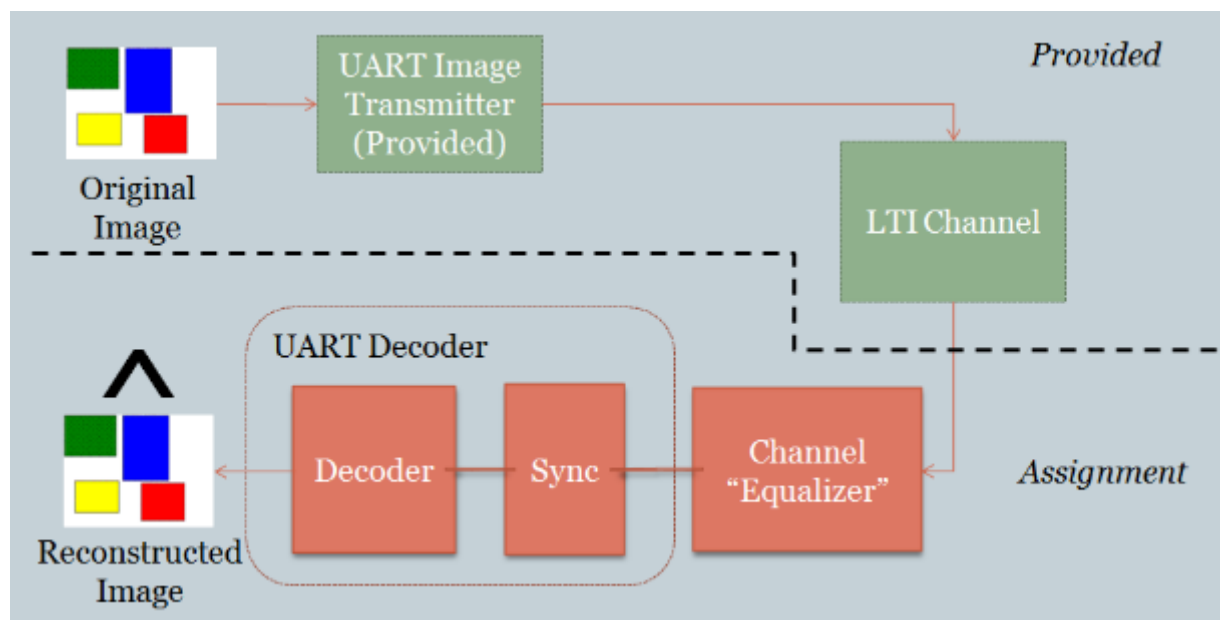 UART Image
Transmitter
(Provided)
Provided
Original
Image
LTI Channel
UART Decoder
Decoder
Sync
Channel
“Equalizer”
Assignment
Reconstructed
Image